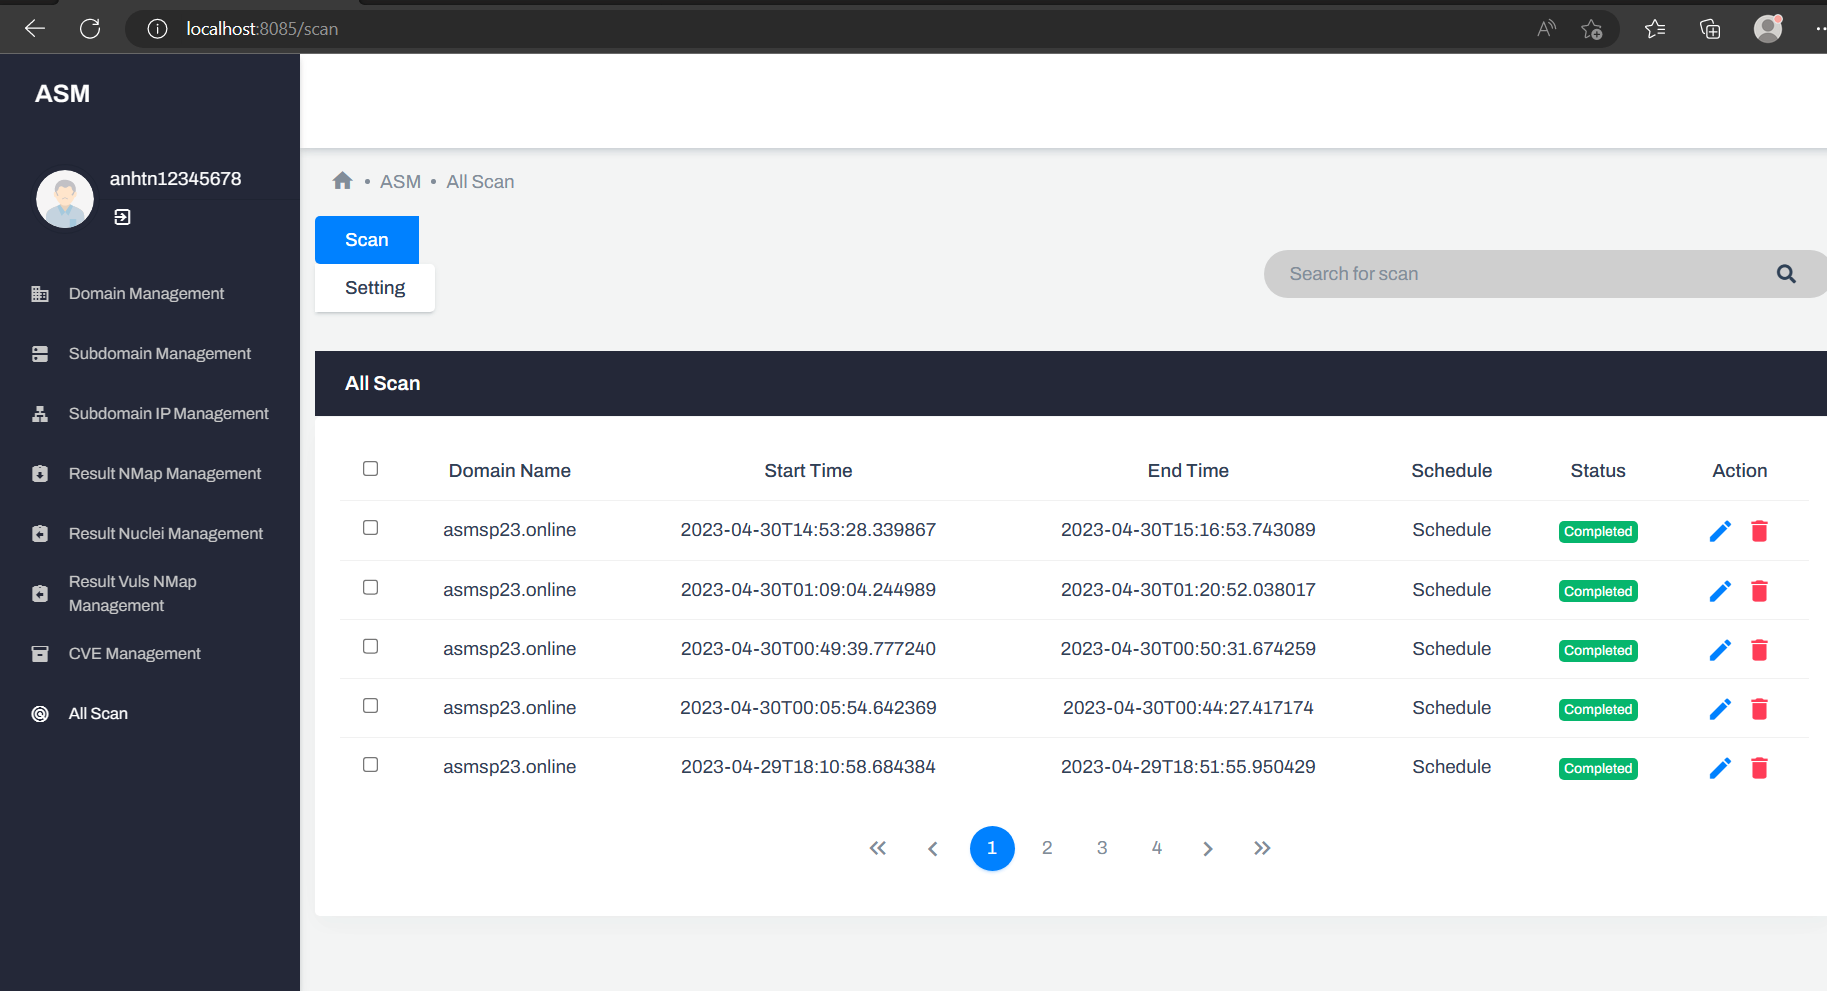 localhost:8085/scan
ASM
anhtn12345678
Domain Management
Subdomain Management
Subdomain IP Management
Result NMap Management
Result Nuclei Management
Result Vuls NMap
Management
CVE Management
All Scan
• ASM • All Scan
Scan
Setting
Search for scan
All Scan
Domain Name Start Time End Time Schedule Status Action
asmsp23.online 2023-04-30T14:53:28.339867 2023-04-30T15:16:53.743089 Schedule Completed
asmsp23.online 2023-04-30T01:09:04.244989 2023-04-30T01:20:52.038017 Schedule Completed
asmsp23.online 2023-04-30T00:49:39.777240 2023-04-30T00:50:31.674259 Schedule Completed
asmsp23.online 2023-04-30T00:05:54.642369 2023-04-30T00:44:27.417174 Schedule Completed
asmsp23.online 2023-04-29T18:10:58.684384 2023-04-29T18:51:55.950429 Schedule Completed
« ‹ 1 2 3 4 › »